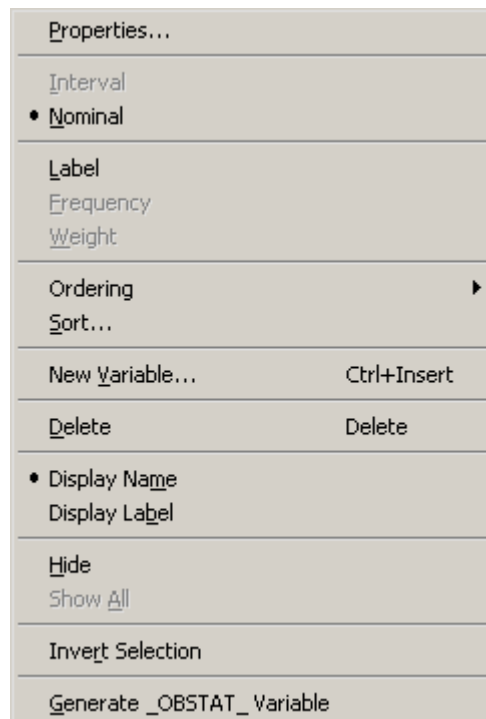 Properties...
Interval
• Nominal
Label
Frequency
Weight
Ordering
Sort...
New Variable... Ctrl+Insert
Delete Delete
• Display Name
Display Label
Hide
Show All
Invert Selection
Generate _OBSTAT_ Variable